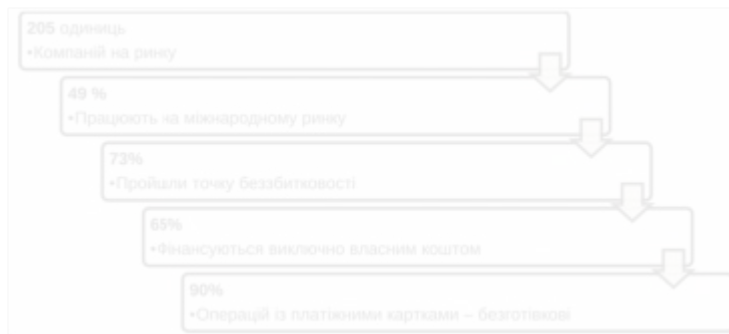 205 одиниць
•Компаній на ринку
49 %
•Працюють на міжнародному ринку
73%
•Пройшли точку беззбитковості
65%
•Фінансуються виключно власним коштом
90%
•Операцій із платіжними картками – безготівкові